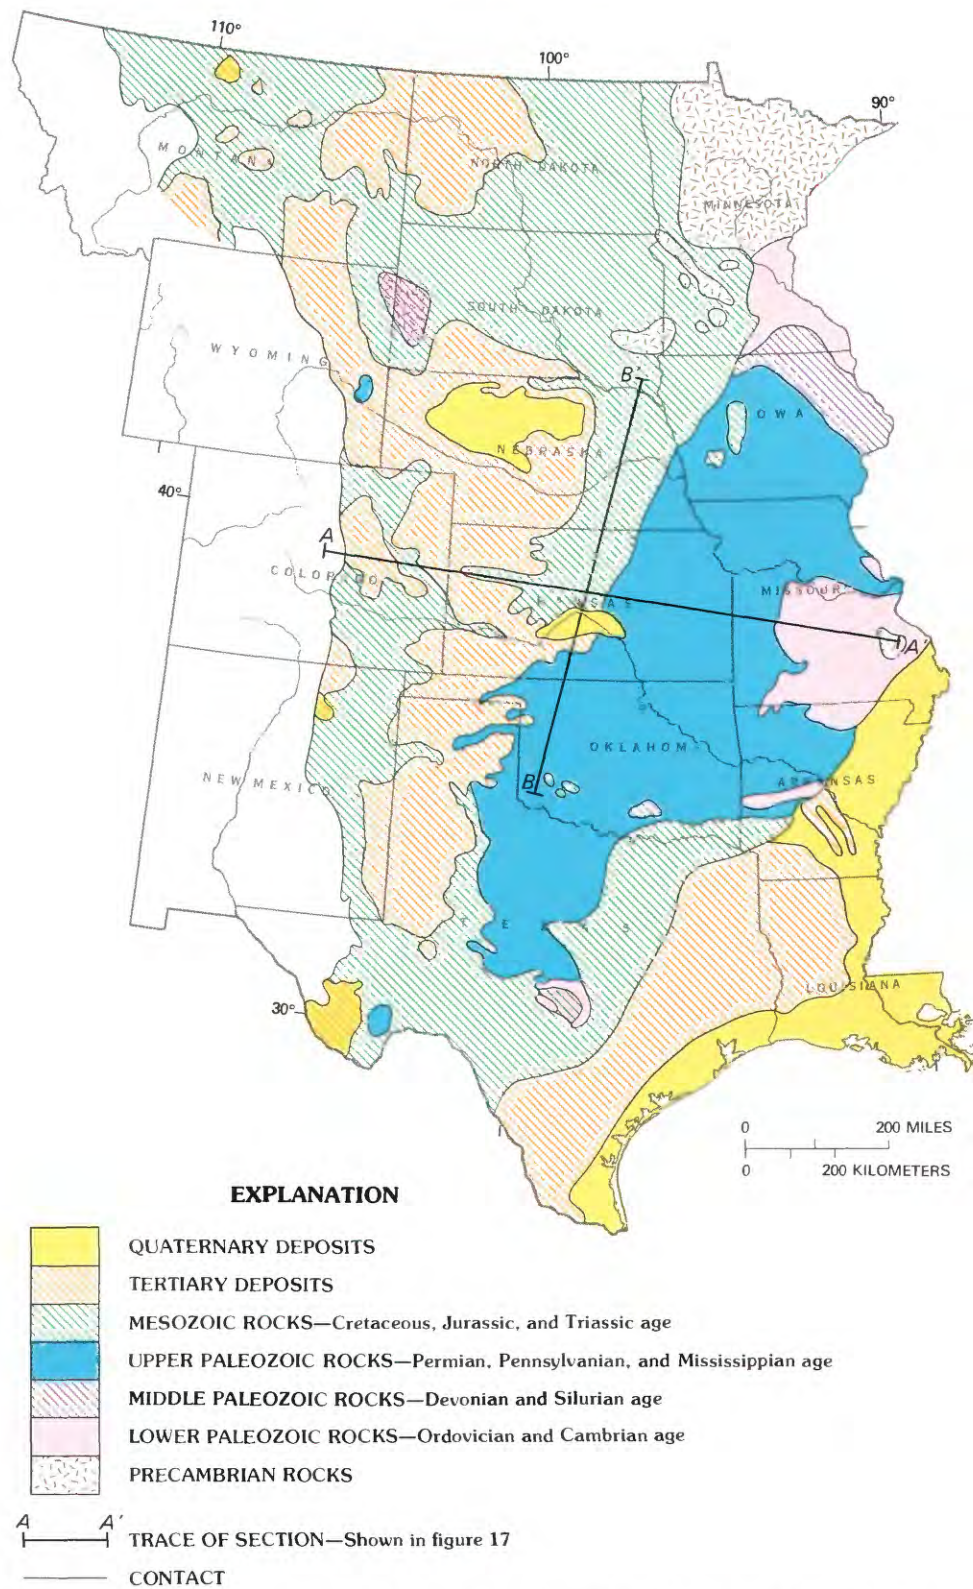 110°
100°
90°
MONTANA
NORTH DAKOTA
MINNESOTA
SOUTH DAKOTA
WYOMING
B'
IOWA
NEBRASKA
40°
A
COLORADO
KANSAS
MISSOURI
A'
OKLAHOM
B
NEW MEXICO
ARKANSAS
TEXAS
LOUISIANA
30°
0 200 MILES
0 200 KILOMETERS
EXPLANATION
QUATERNARY DEPOSITS
TERTIARY DEPOSITS
MESOZOIC ROCKS—Cretaceous, Jurassic, and Triassic age
UPPER PALEOZOIC ROCKS—Permian, Pennsylvanian, and Mississippian age
MIDDLE PALEOZOIC ROCKS—Devonian and Silurian age
LOWER PALEOZOIC ROCKS—Ordovician and Cambrian age
PRECAMBRIAN ROCKS
A A'
TRACE OF SECTION—Shown in figure 17
CONTACT